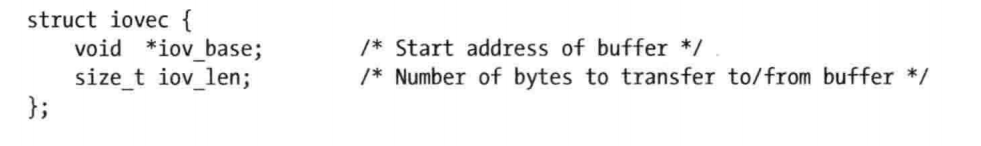 struct iovec {
    void  *iov_base;         /* Start address of buffer */
    size_t iov_len;          /* Number of bytes to transfer to/from buffer */
};